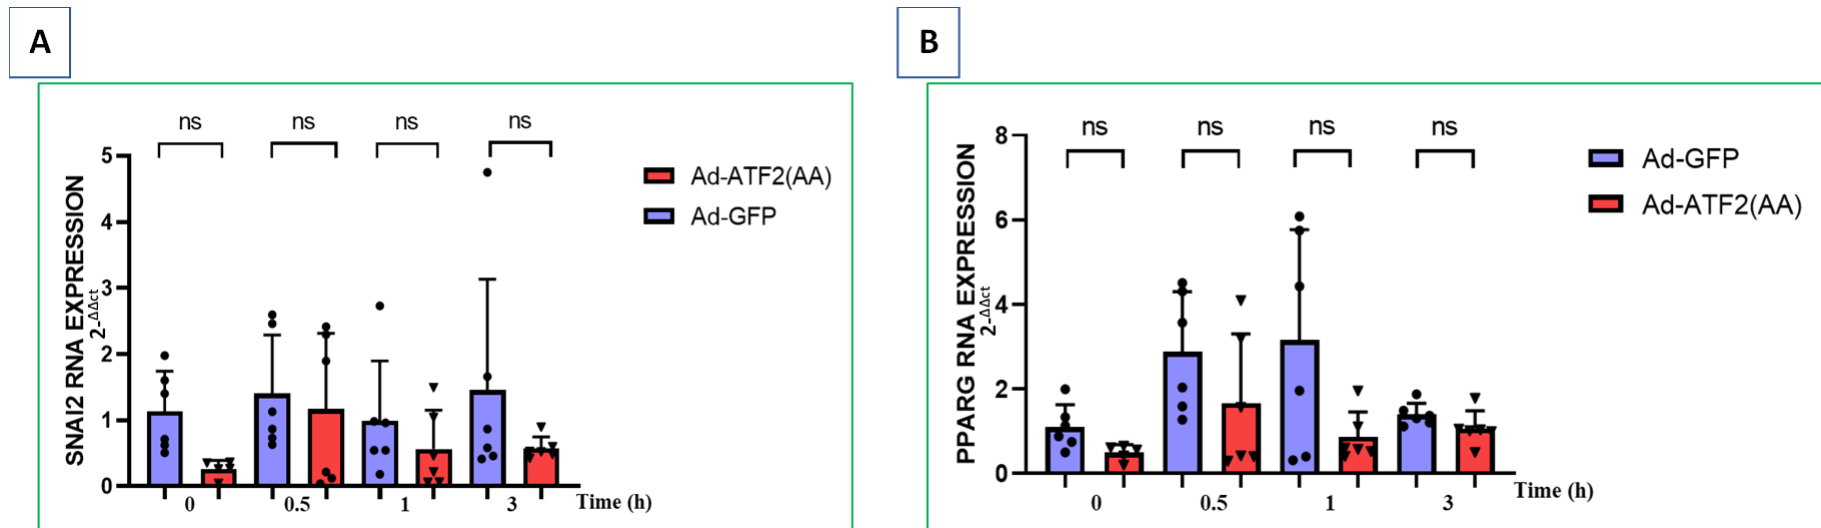 A
ns ns ns ns
SNAI2 RNA EXPRESSION
2-ΔΔct
5
4
3
2
1
0
0 0.5 1 3 Time (h)
Ad-ATF2(AA)
Ad-GFP
B
ns ns ns ns
PPARG RNA EXPRESSION
2-ΔΔct
8
6
4
2
0
0 0.5 1 3 Time (h)
Ad-GFP
Ad-ATF2(AA)